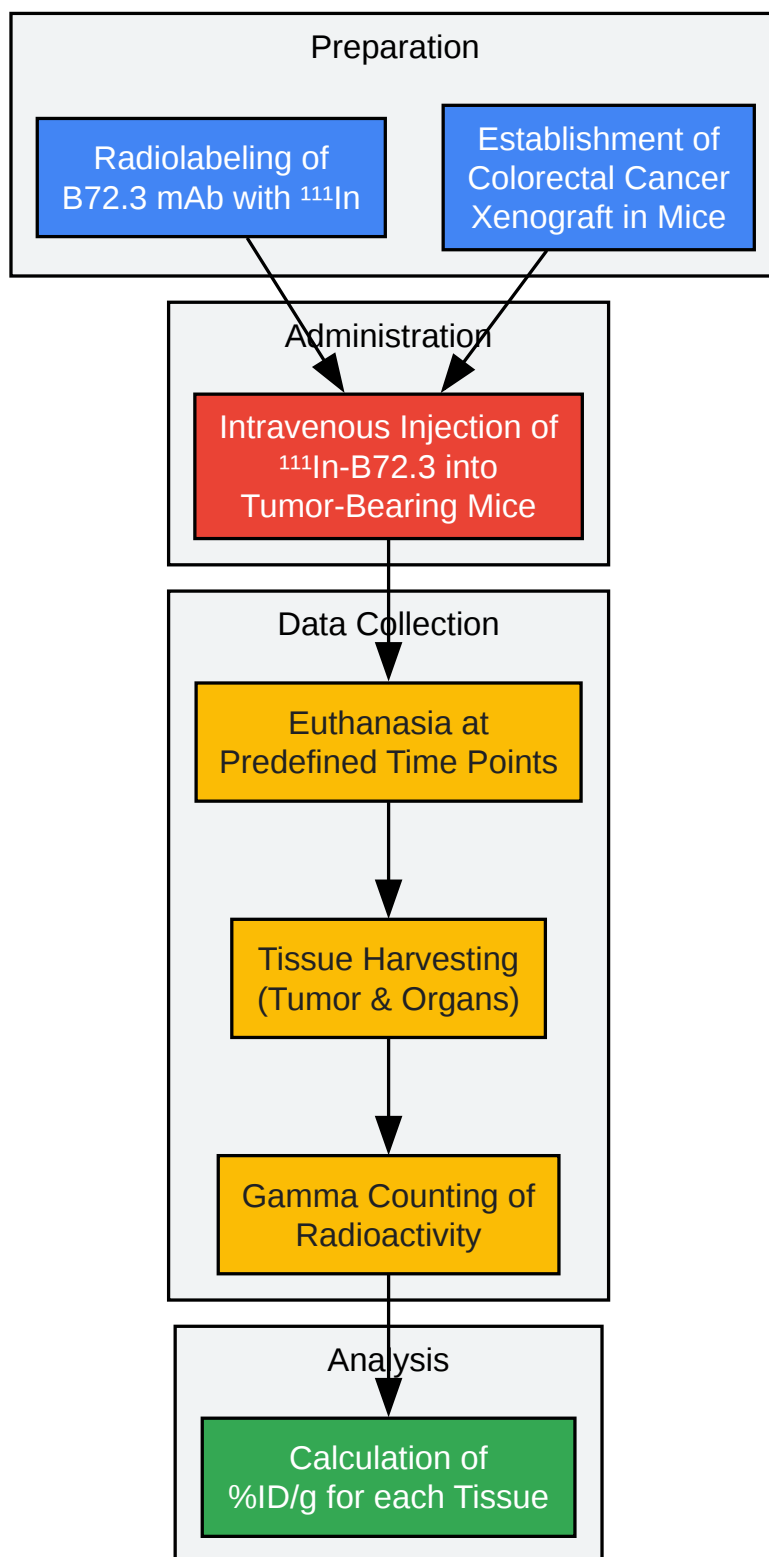 Preparation
Radiolabeling of
B72.3 mAb with ¹¹¹In
Establishment of
Colorectal Cancer
Xenograft in Mice
Administration
Intravenous Injection of
¹¹¹In-B72.3 into
Tumor-Bearing Mice
Data Collection
Euthanasia at
Predefined Time Points
Tissue Harvesting
(Tumor & Organs)
Gamma Counting of
Radioactivity
Analysis
Calculation of
%ID/g for each Tissue